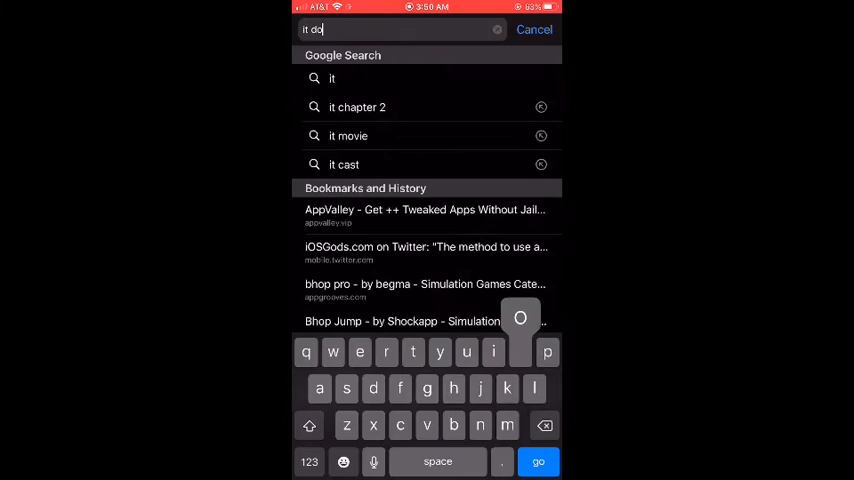 AT&T 3:50 AM 93%
it do Cancel
Google Search
it
it chapter 2
it movie
it cast
Bookmarks and History
AppValley - Get ++ Tweaked Apps Without Jail...
appvalley.vip
iOSGods.com on Twitter: "The method to use a...
mobile.twitter.com
bhop pro - by begma - Simulation Games Cate...
appgrooves.com
Bhop Jump - by Shockapp - Simulation ...
O
q w e r t y u i p
a s d f g h j k l
z x c v b n m
123 space . go